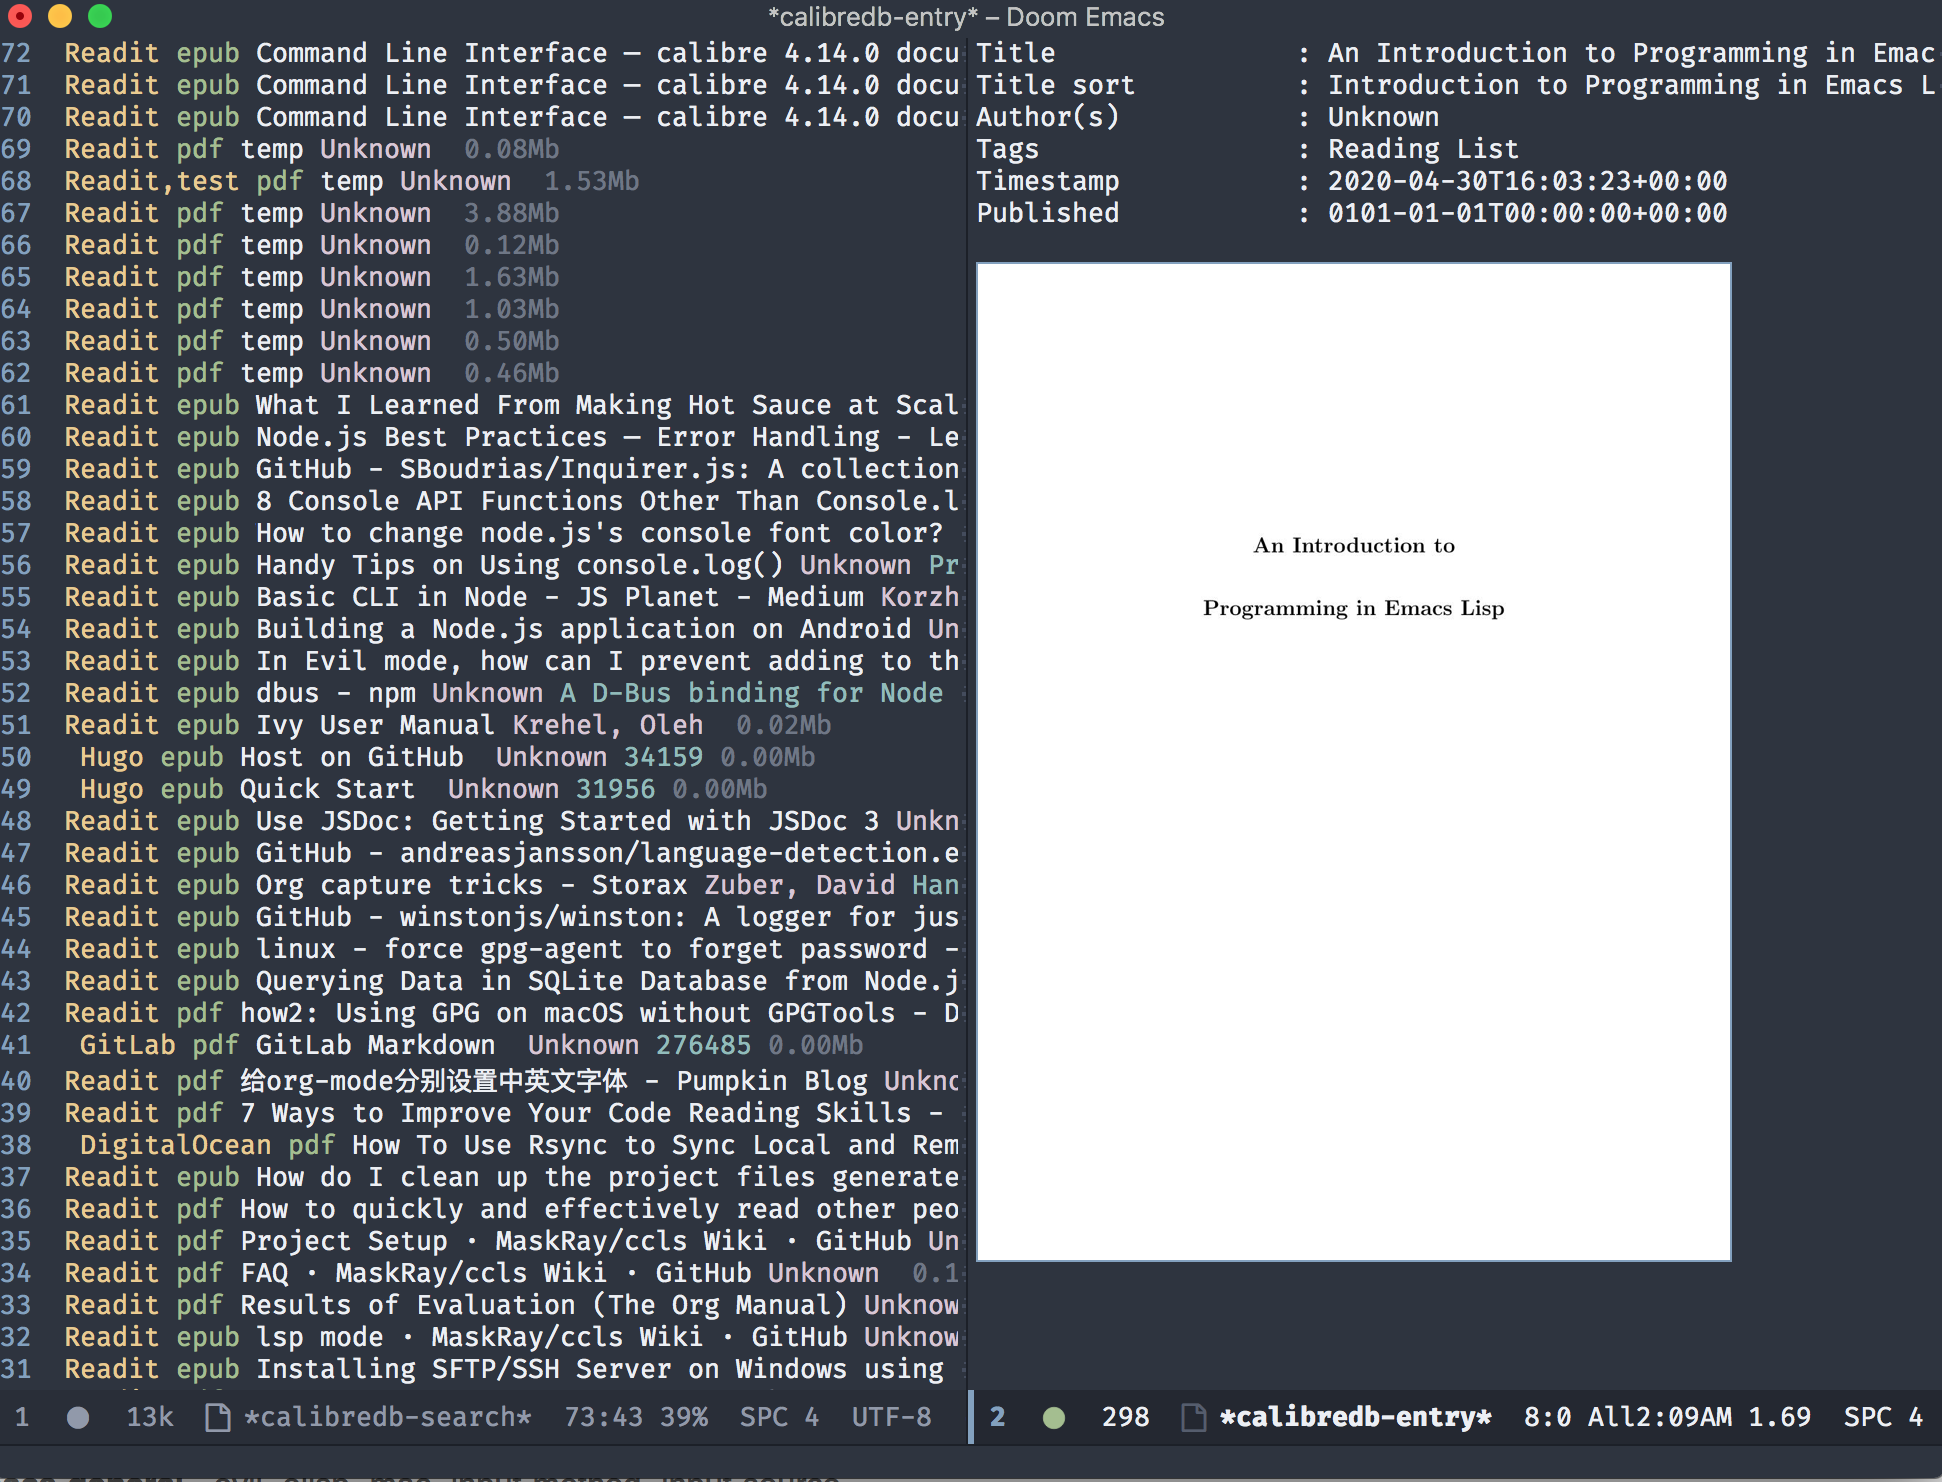 *calibredb-entry* – Doom Emacs
72 Readit epub Command Line Interface — calibre 4.14.0 docu
71 Readit epub Command Line Interface — calibre 4.14.0 docu
70 Readit epub Command Line Interface — calibre 4.14.0 docu
69 Readit pdf temp Unknown 0.08Mb
68 Readit,test pdf temp Unknown 1.53Mb
67 Readit pdf temp Unknown 3.88Mb
66 Readit pdf temp Unknown 0.12Mb
65 Readit pdf temp Unknown 1.63Mb
64 Readit pdf temp Unknown 1.03Mb
63 Readit pdf temp Unknown 0.50Mb
62 Readit pdf temp Unknown 0.46Mb
61 Readit epub What I Learned From Making Hot Sauce at Scal
60 Readit epub Node.js Best Practices — Error Handling - Le
59 Readit epub GitHub - SBoudrias/Inquirer.js: A collection
58 Readit epub 8 Console API Functions Other Than Console.l
57 Readit epub How to change node.js's console font color?
56 Readit epub Handy Tips on Using console.log() Unknown Pr
55 Readit epub Basic CLI in Node - JS Planet - Medium Korzh
54 Readit epub Building a Node.js application on Android Un
53 Readit epub In Evil mode, how can I prevent adding to th
52 Readit epub dbus - npm Unknown A D-Bus binding for Node
51 Readit epub Ivy User Manual Krehel, Oleh 0.02Mb
50 Hugo epub Host on GitHub Unknown 34159 0.00Mb
49 Hugo epub Quick Start Unknown 31956 0.00Mb
48 Readit epub Use JSDoc: Getting Started with JSDoc 3 Unkn
47 Readit epub GitHub - andreasjansson/language-detection.e
46 Readit epub Org capture tricks - Storax Zuber, David Han
45 Readit epub GitHub - winstonjs/winston: A logger for jus
44 Readit epub linux - force gpg-agent to forget password -
43 Readit epub Querying Data in SQLite Database from Node.j
42 Readit pdf how2: Using GPG on macOS without GPGTools - D
41 GitLab pdf GitLab Markdown Unknown 276485 0.00Mb
40 Readit pdf 给org-mode分别设置中英文字体 - Pumpkin Blog Unkno
39 Readit pdf 7 Ways to Improve Your Code Reading Skills -
38 DigitalOcean pdf How To Use Rsync to Sync Local and Rem
37 Readit epub How do I clean up the project files generate
36 Readit pdf How to quickly and effectively read other peo
35 Readit pdf Project Setup · MaskRay/ccls Wiki · GitHub Un
34 Readit pdf FAQ · MaskRay/ccls Wiki · GitHub Unknown 0.1
33 Readit pdf Results of Evaluation (The Org Manual) Unknow
32 Readit epub lsp mode · MaskRay/ccls Wiki · GitHub Unknow
31 Readit epub Installing SFTP/SSH Server on Windows using
1 13k *calibredb-search* 73:43 39% SPC 4 UTF-8
Title : An Introduction to Programming in Emac
Title sort : Introduction to Programming in Emacs L
Author(s) : Unknown
Tags : Reading List
Timestamp : 2020-04-30T16:03:23+00:00
Published : 0101-01-01T00:00:00+00:00
An Introduction to
Programming in Emacs Lisp
2 298 *calibredb-entry* 8:0 All2:09AM 1.69 SPC 4